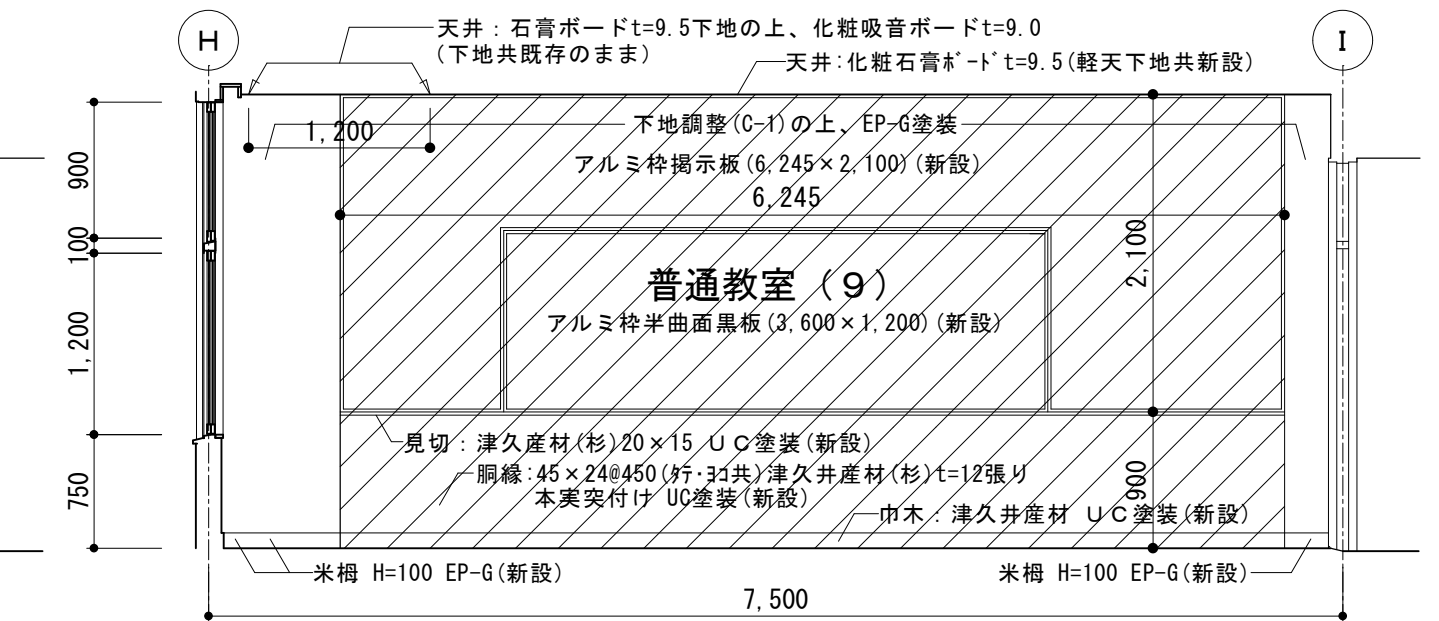 H
天井：石膏ボードt=9.5下地の上、化粧吸音ボードt=9.0
(下地共既存のまま)
I
天井:化粧石膏ﾎﾞｰﾄﾞt=9.5(軽天下地共新設)
1,200
下地調整(C-1)の上、EP-G塗装
アルミ枠掲示板(6,245×2,100)(新設)
6,245
900
100
1,200
750
2,100
900
普通教室（９）
アルミ枠半曲面黒板(3,600×1,200)(新設)
見切：津久産材(杉)20×15 ＵＣ塗装(新設)
胴縁:45×24@450(ﾀﾃ･ﾖｺ共)津久井産材(杉)t=12張り
本実突付け UC塗装(新設)
巾木：津久井産材 ＵＣ塗装(新設)
米栂 H=100 EP-G(新設)
米栂 H=100 EP-G(新設)
7,500